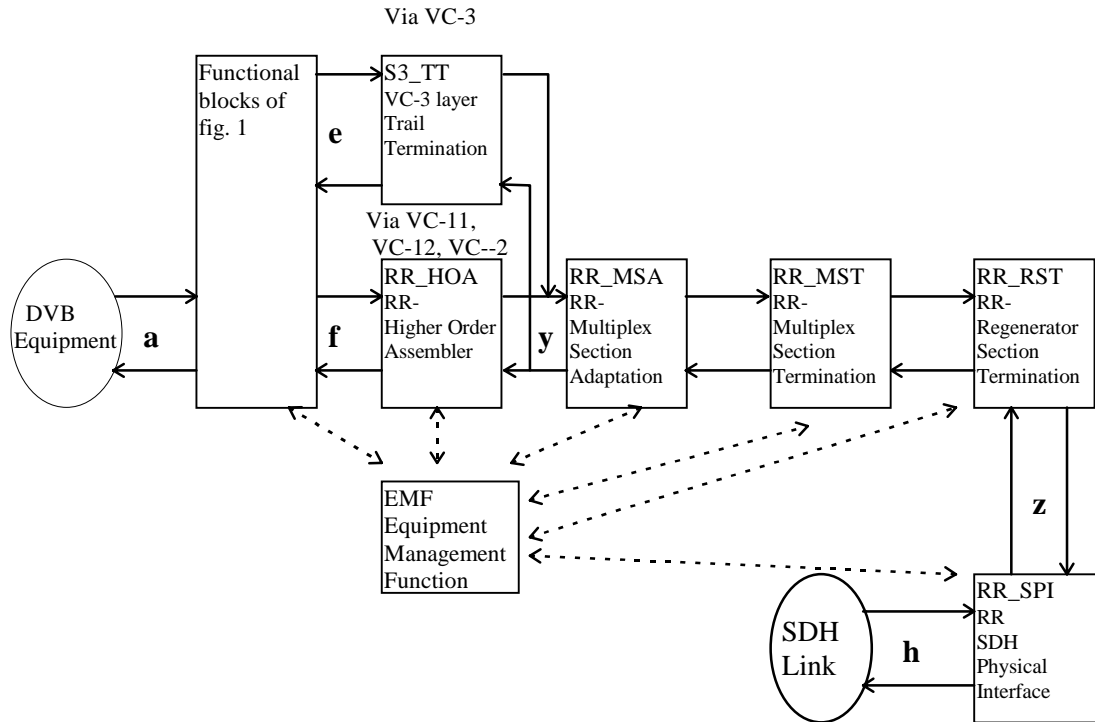 Via VC-3
Functional
blocks of
fig. 1
e
S3_TT
VC-3 layer
Trail
Termination
Via VC-11,
VC-12, VC--2
DVB
Equipment
a
f
RR_HOA
RR-
Higher Order
Assembler
y
RR_MSA
RR-
Multiplex
Section
Adaptation
RR_MST
RR-
Multiplex
Section
Termination
RR_RST
RR-
Regenerator
Section
Termination
EMF
Equipment
Management
Function
z
SDH
Link
h
RR_SPI
RR
SDH
Physical
Interface